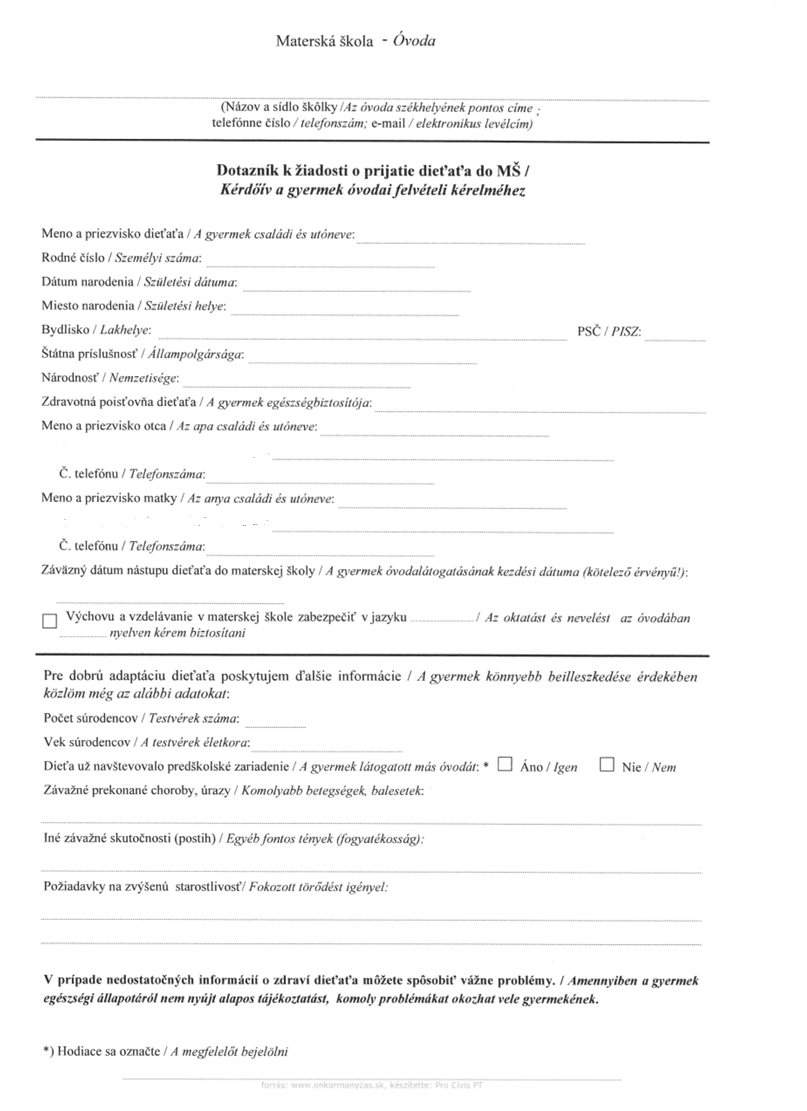 Materská škola - Óvoda
(Názov a sídlo škôlky /Az óvoda székhelyének pontos címe ;
telefónne číslo / telefonszám; e-mail / elektronikus levélcím)
Dotazník k žiadosti o prijatie dieťaťa do MŠ /
Kérdőív a gyermek óvodai felvételi kérelméhez
Meno a priezvisko dieťaťa / A gyermek családi és utóneve:
Rodné číslo / Személyi száma:
Dátum narodenia / Születési dátuma:
Miesto narodenia / Születési helye:
Bydlisko / Lakhelye: PSČ / PISZ:
Štátna príslušnosť / Állampolgársága:
Národnosť / Nemzetisége:
Zdravotná poisťovňa dieťaťa / A gyermek egészségbiztosítója:
Meno a priezvisko otca / Az apa családi és utóneve:
Č. telefónu / Telefonszáma:
Meno a priezvisko matky / Az anya családi és utóneve:
Č. telefónu / Telefonszáma:
Záväzný dátum nástupu dieťaťa do materskej školy / A gyermek óvodalátogatásának kezdési dátuma (kötelező érvényű!):
Výchovu a vzdelávanie v materskej škole zabezpečiť v jazyku / Az oktatást és nevelést az óvodában
nyelven kérem biztosítani
Pre dobrú adaptáciu dieťaťa poskytujem ďalšie informácie / A gyermek könnyebb beilleszkedése érdekében
közlöm még az alábbi adatokat:
Počet súrodencov / Testvérek száma:
Vek súrodencov / A testvérek életkora:
Dieťa už navštevovalo predškolské zariadenie / A gyermek látogatott más óvodát: * Áno / Igen Nie / Nem
Závažné prekonané choroby, úrazy / Komolyabb betegségek, balesetek:
Iné závažné skutočnosti (postih) / Egyéb fontos tények (fogyatékosság):
Požiadavky na zvýšenú starostlivosť/ Fokozott törődést igényel:
V prípade nedostatočných informácií o zdraví dieťaťa môžete spôsobiť vážne problémy. / Amennyiben a gyermek
egészségi állapotáról nem nyújt alapos tájékoztatást, komoly problémákat okozhat vele gyermekének.
*) Hodiace sa označte / A megfelelőt bejelölni
forrás: www.onkormanyzas.sk, készítette: Pro Civis PT